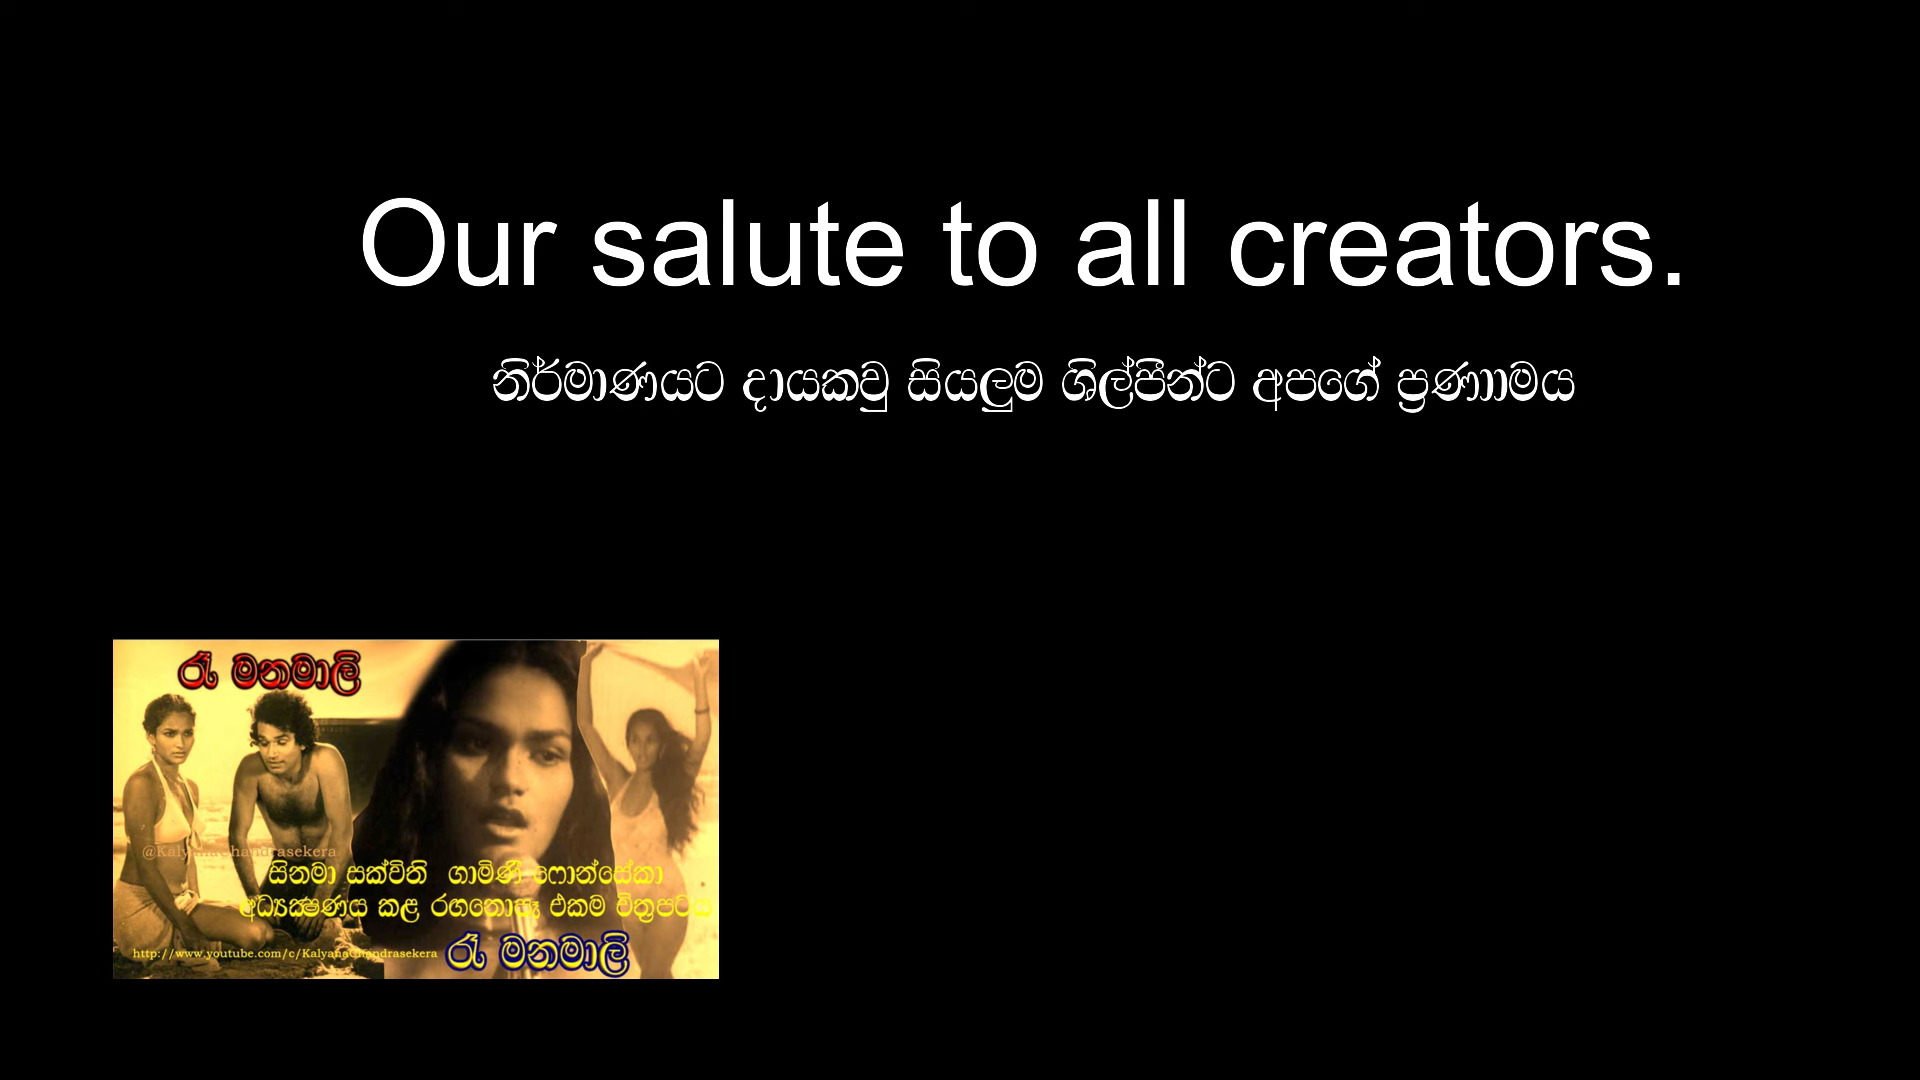 Our salute to all creators.
නිර්මාණයට දායකවු සියලුම ශිල්පීන්ට අපගේ ප්‍රණාාමය
රෑ මනමාලි
@KalyanaChandrasekera
සිනමා සක්විති ගාමිණී ෆොන්සේකා
අධ්‍යක්ෂණය කළ රඟනොපෑ එකම චිත්‍රපටය
http://www.youtube.com/c/KalyanaChandrasekera
රෑ මනමාලි